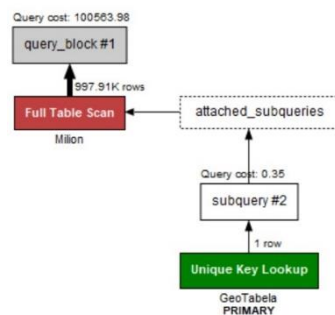 Query cost: 100563.98
query_block #1
997.91K rows
Full Table Scan
attached_subqueries
Milion
Query cost: 0.35
subquery #2
1 row
Unique Key Lookup
GeoTabela
PRIMARY